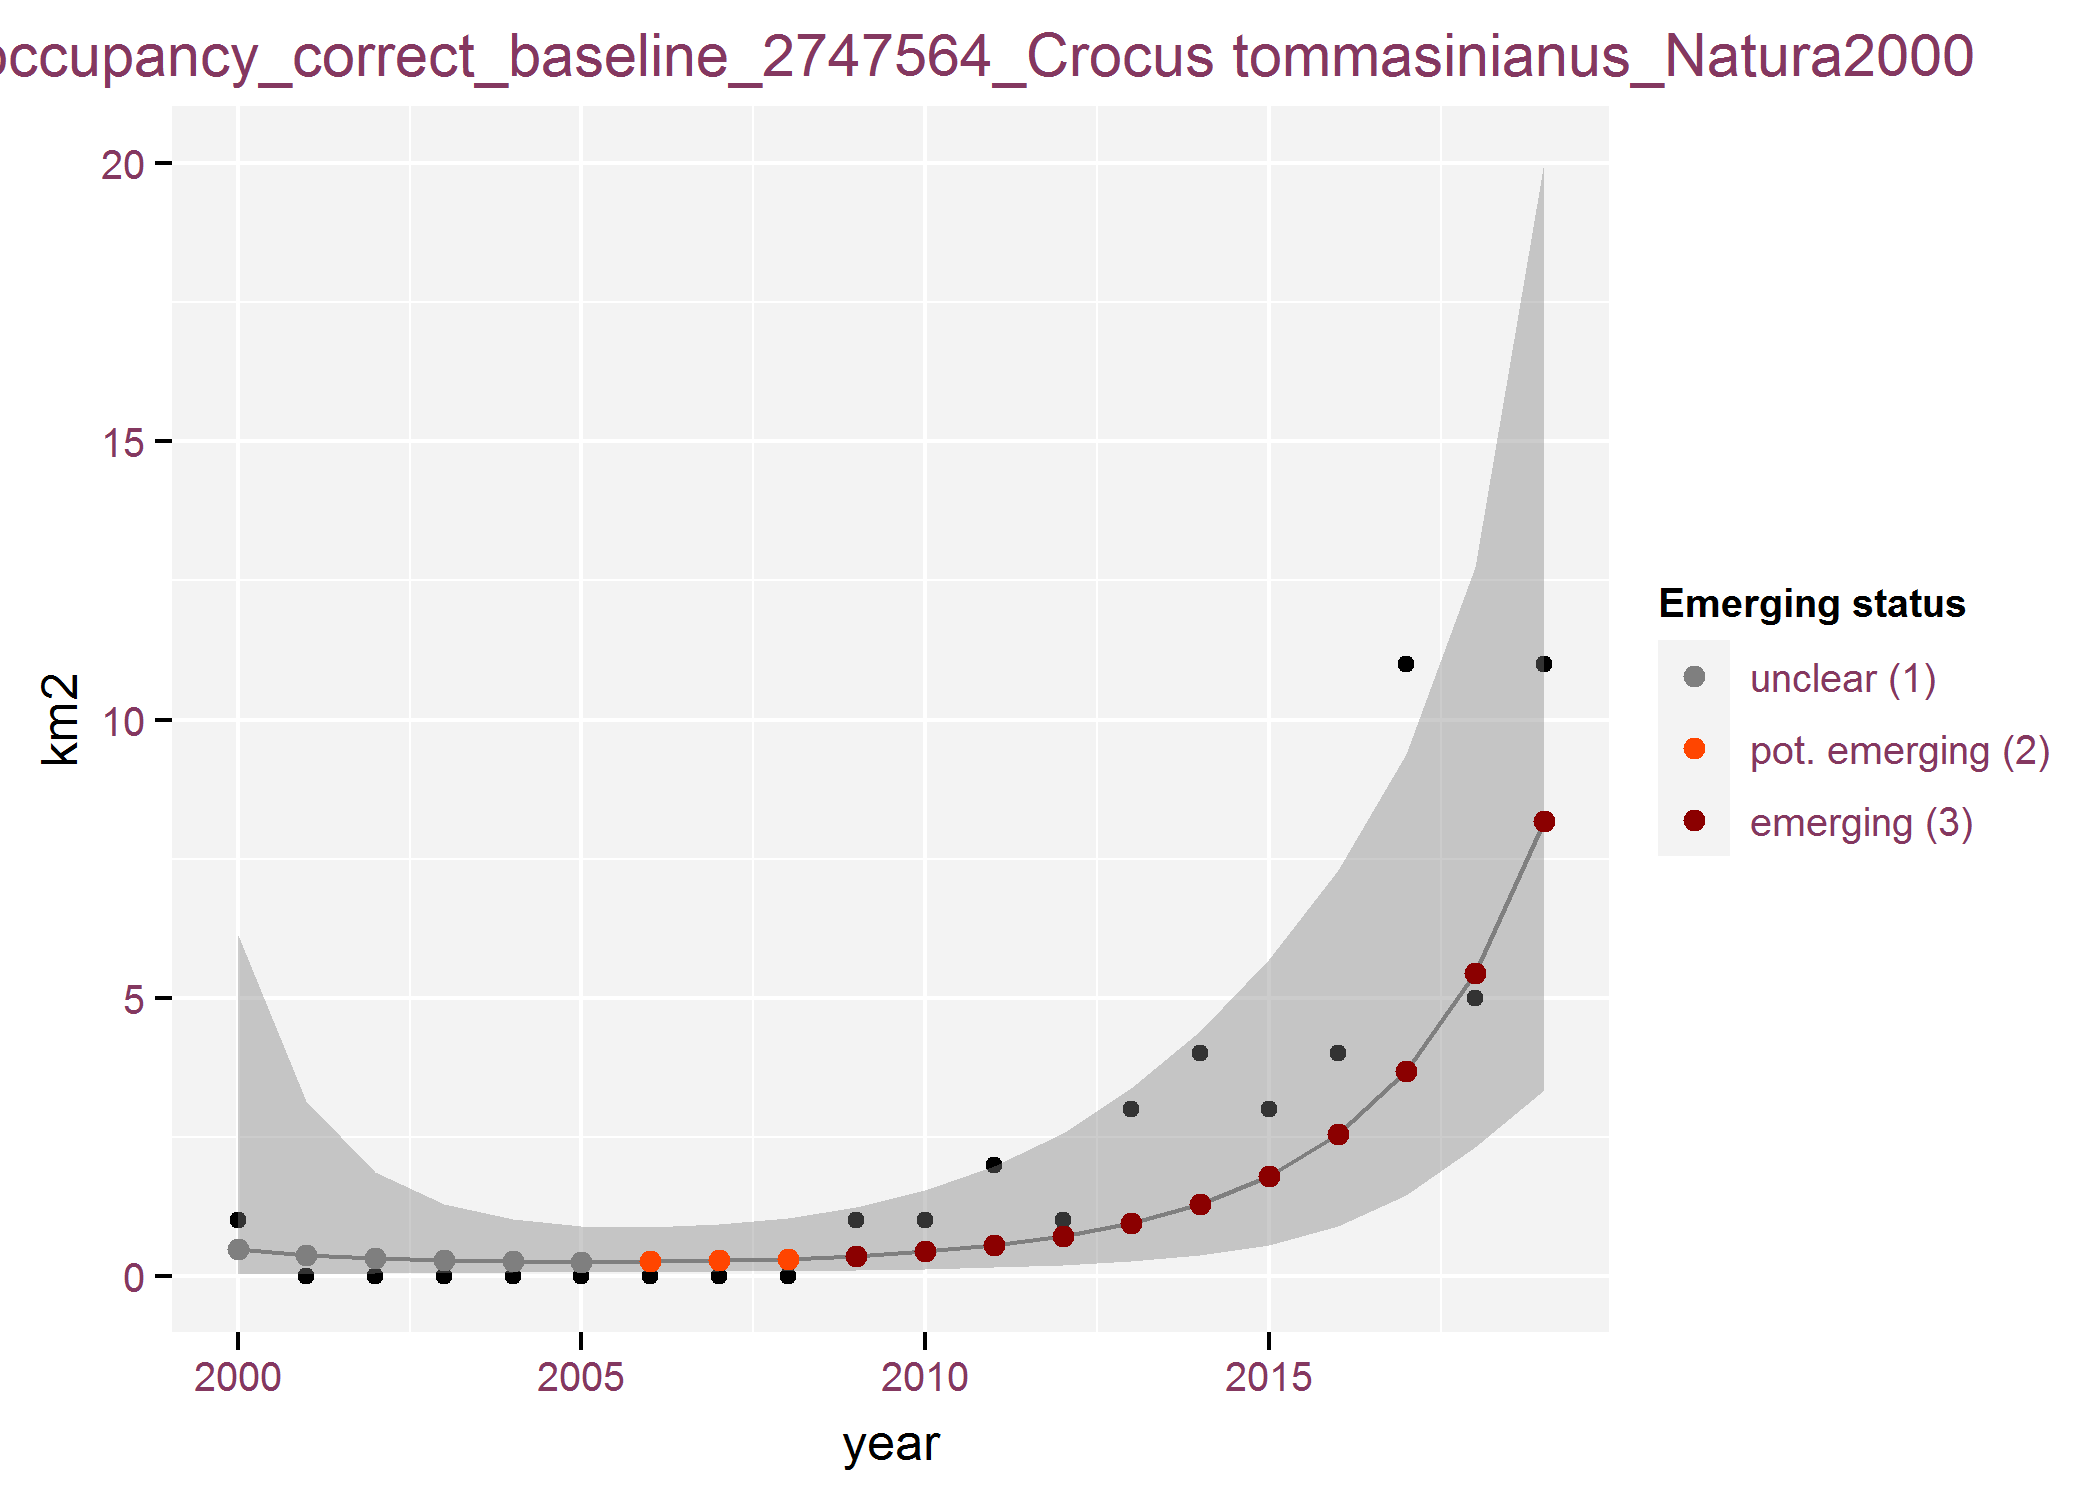 occupancy_correct_baseline_2747564_Crocus tommasinianus_Natura2000
20
15
10
5
0
km2
2000
2005
2010
2015
year
Emerging status
unclear (1)
pot. emerging (2)
emerging (3)